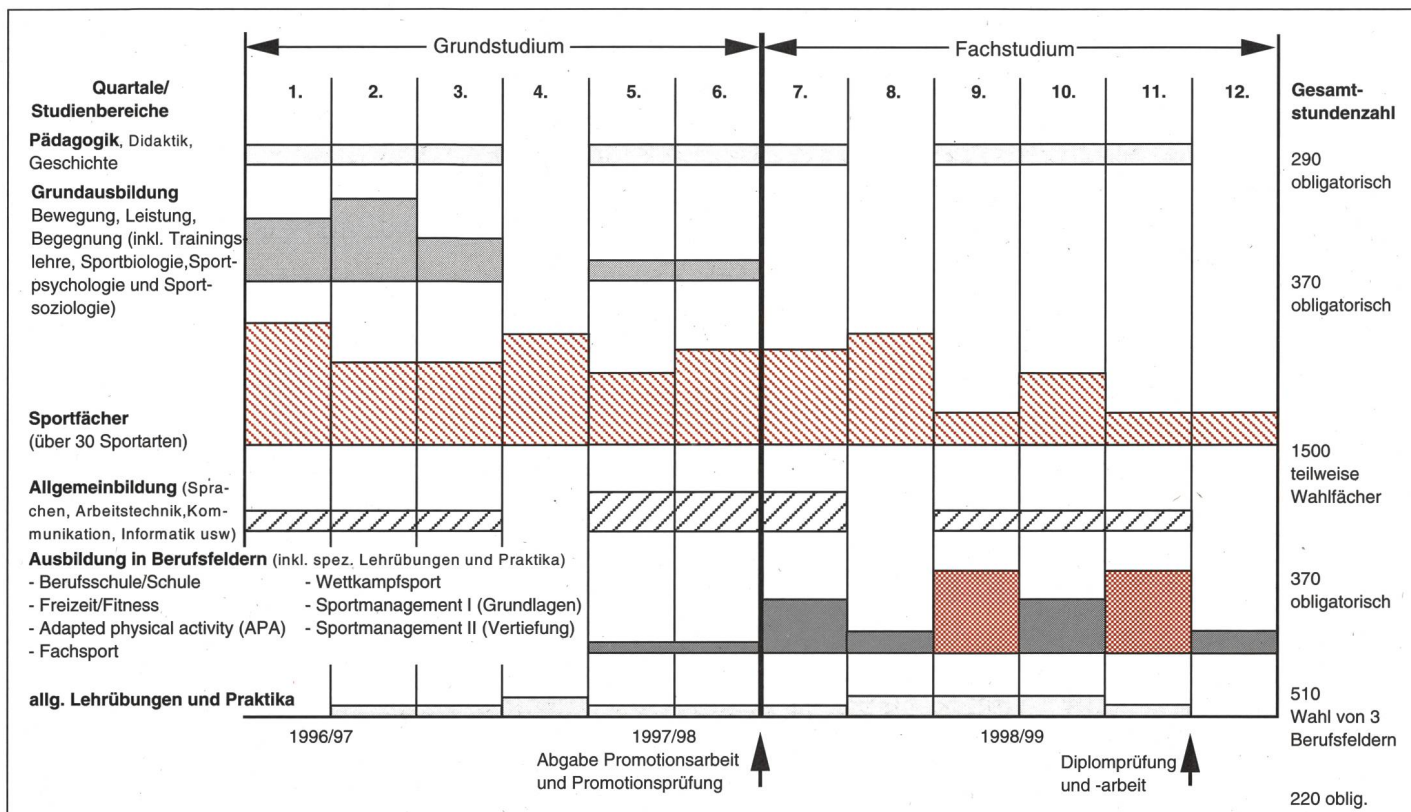 Grundstudium
Fachstudium
Quartale/
Studienbereiche
1.
2.
3.
4.
5.
6.
7.
8.
9.
10.
11.
12.
Gesamt-
stundenzahl
Pädagogik, Didaktik,
Geschichte
290
obligatorisch
Grundausbildung
Bewegung, Leistung,
Begegnung (inkl. Trainings-
lehre, Sportbiologie,Sport-
psychologie und Sport-
soziologie)
370
obligatorisch
Sportfächer
(über 30 Sportarten)
1500
teilweise
Wahlfächer
Allgemeinbildung (Spra-
chen, Arbeitstechnik,Kom-
munikation, Informatik usw)
370
obligatorisch
Ausbildung in Berufsfeldern (inkl. spez. Lehrübungen und Praktika)
- Berufsschule/Schule
- Freizeit/Fitness
- Adapted physical activity (APA)
- Fachsport
- Wettkampfsport
- Sportmanagement I (Grundlagen)
- Sportmanagement II (Vertiefung)
510
Wahl von 3
Berufsfeldern
allg. Lehrübungen und Praktika
220 oblig.
1996/97
1997/98
1998/99
Abgabe Promotionsarbeit
und Promotionsprüfung
Diplomprüfung
und -arbeit